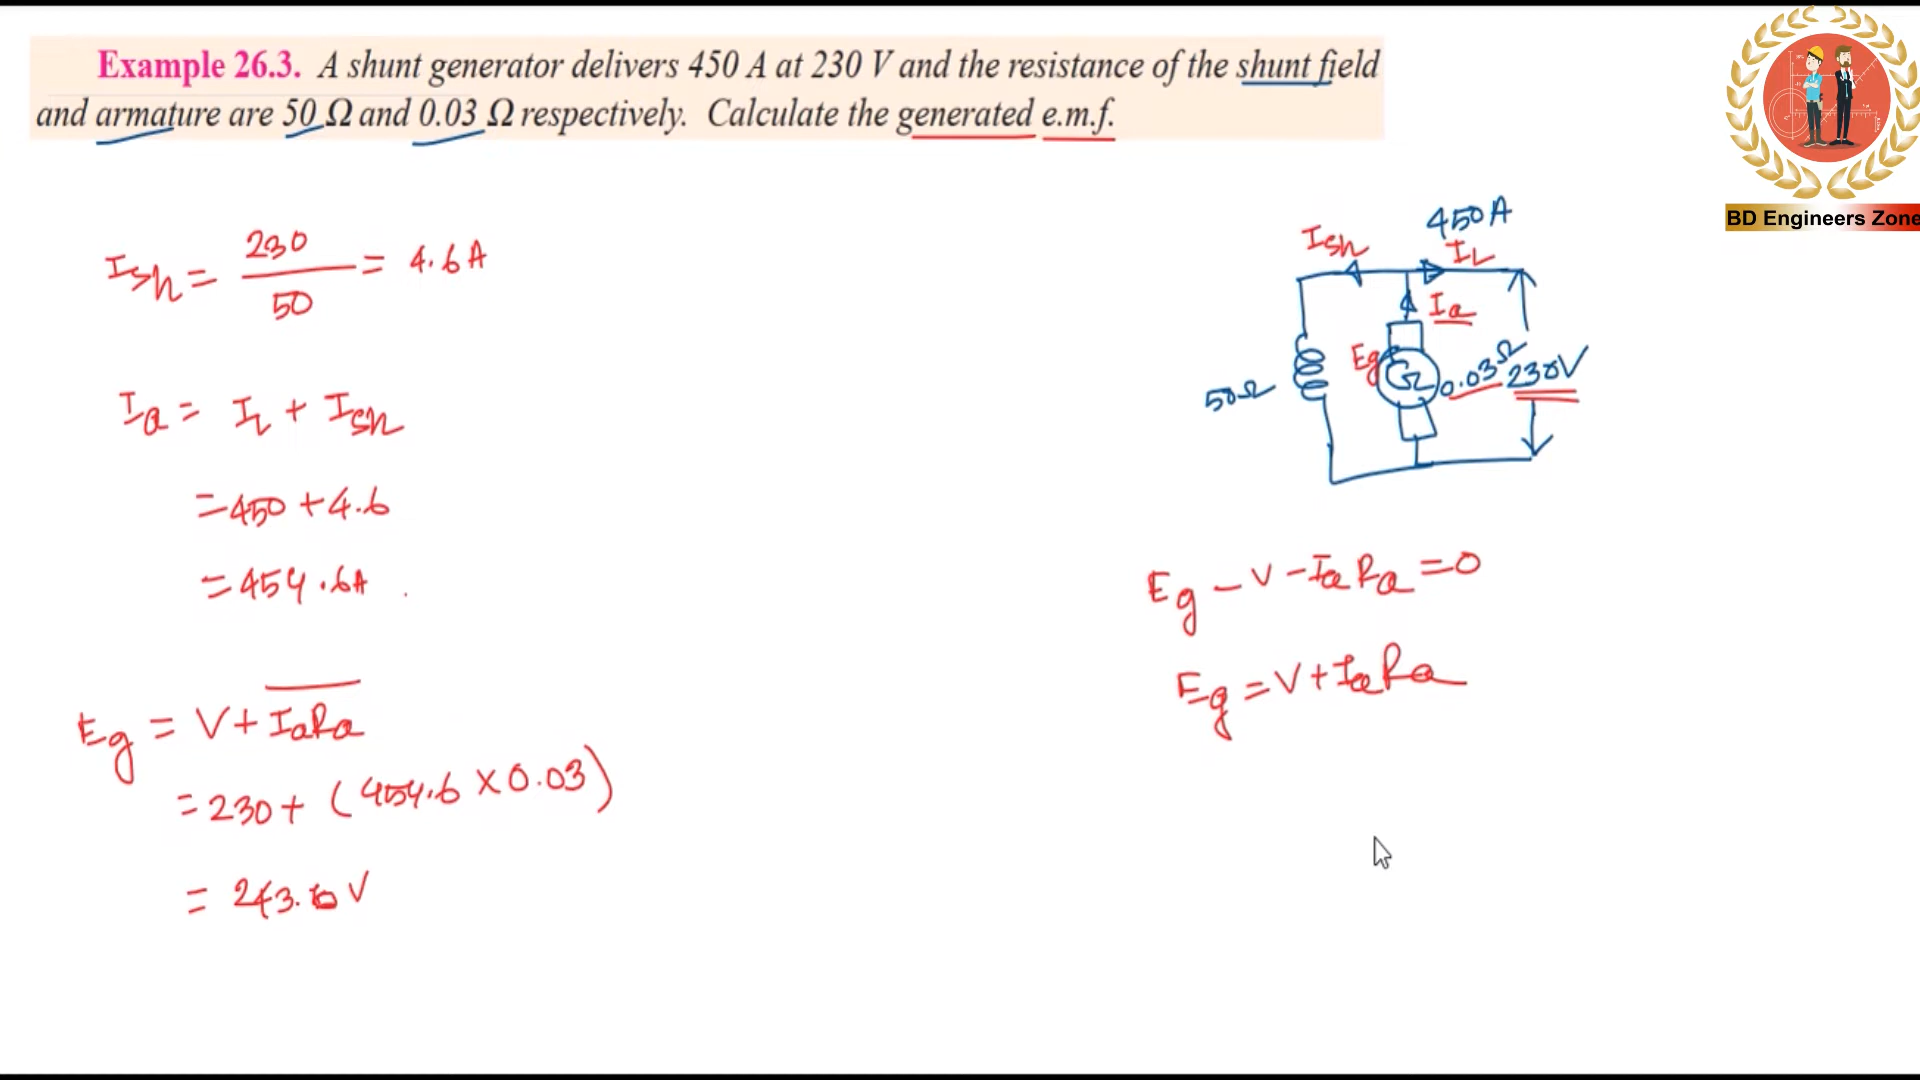 Example 26.3. A shunt generator delivers 450 A at 230 V and the resistance of the shunt field
and armature are 50 Ω and 0.03 Ω respectively. Calculate the generated e.m.f.
BD Engineers Zone
Ish = 230/50 = 4.6 A
Ia = IL + Ish
= 450 + 4.6
= 454.6A
Eg = V + IaRa
= 230 + (454.6 × 0.03)
= 243.6 V
450 A
Ish
IL
Ia
Eg
G
0.03Ω
230V
50Ω
Eg - V - IaRa = 0
Eg = V + IaRa